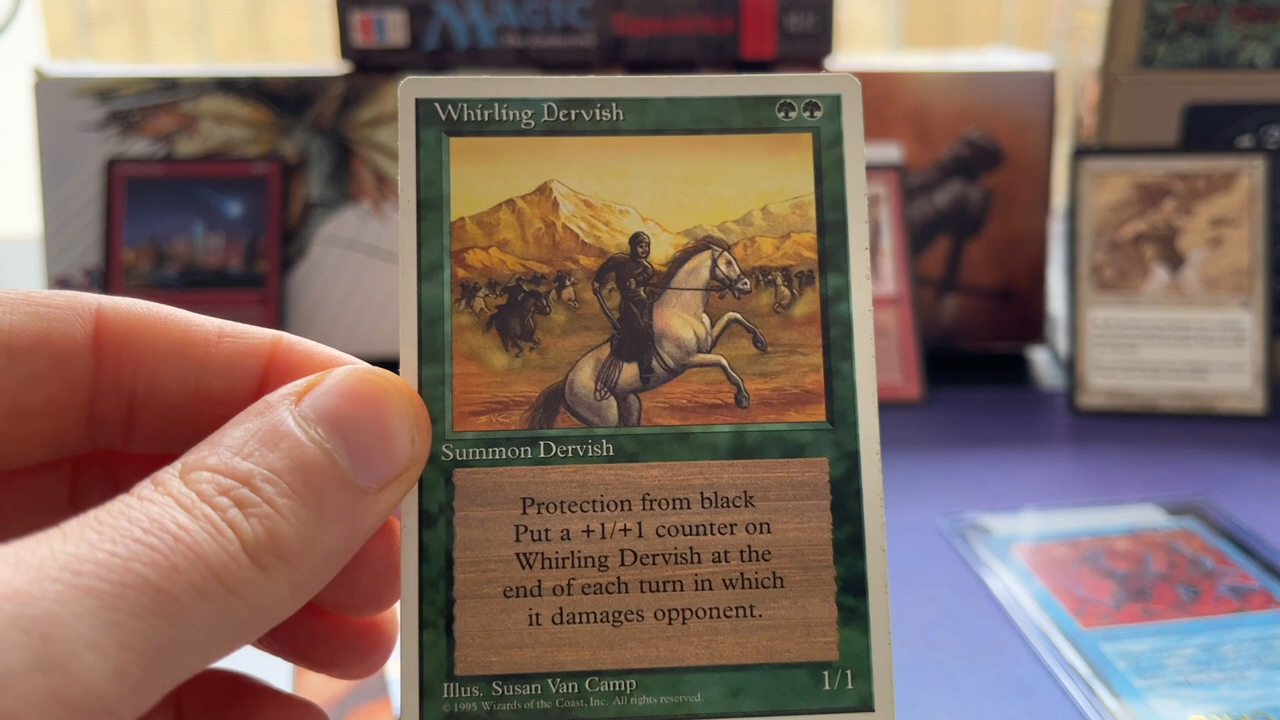 Magic
Whirling Dervish
Summon Dervish
Protection from black
Put a +1/+1 counter on
Whirling Dervish at the
end of each turn in which
it damages opponent.
Illus. Susan Van Camp
1/1
© 1995 Wizards of the Coast, Inc. All rights reserved.